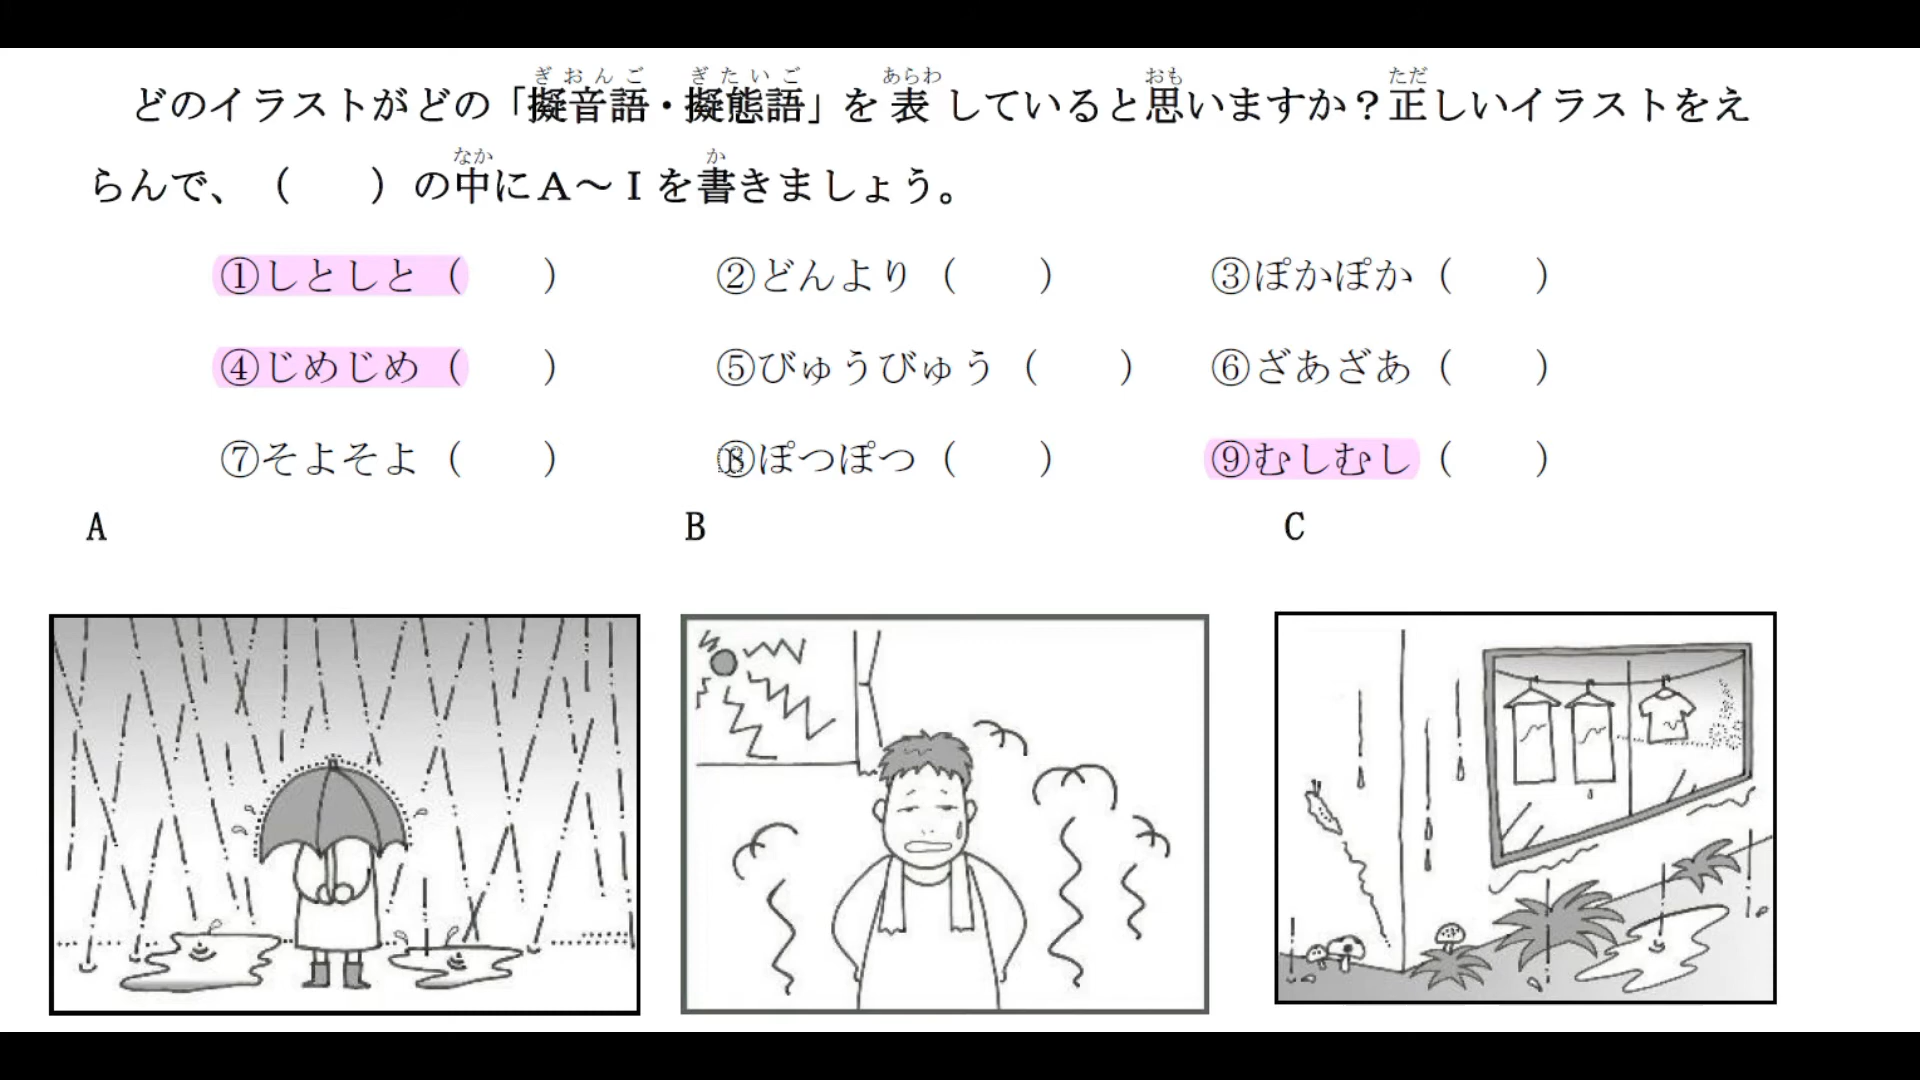 どのイラストがどの「擬音語・擬態語」を表していると思いますか？正しいイラストをえ
らんで、（　　）の中にＡ～Ｉを書きましょう。
①しとしと（　　） ②どんより（　　） ③ぽかぽか（　　）
④じめじめ（　　） ⑤びゅうびゅう（　　） ⑥ざあざあ（　　）
⑦そよそよ（　　） ⑧ぽつぽつ（　　） ⑨むしむし（　　）
A B C